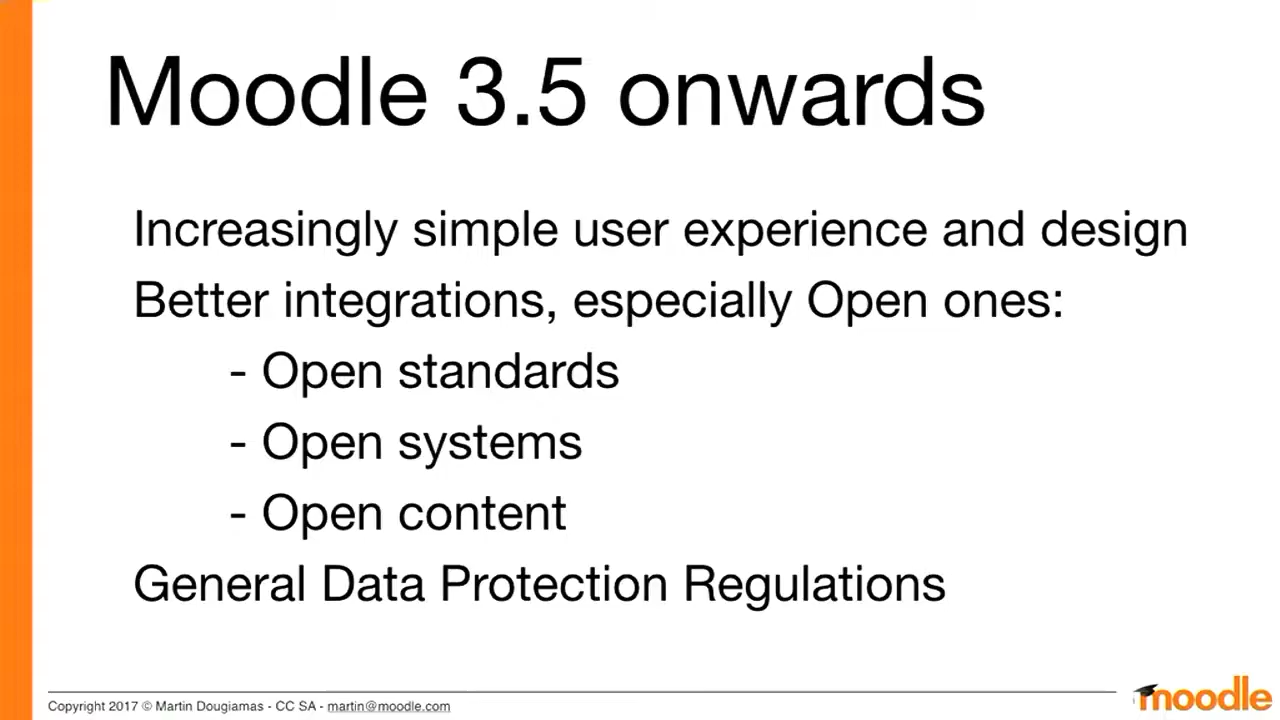 Moodle 3.5 onwards
Increasingly simple user experience and design
Better integrations, especially Open ones:
- Open standards
- Open systems
- Open content
General Data Protection Regulations
Copyright 2017 © Martin Dougiamas - CC SA - martin@moodle.com
moodle